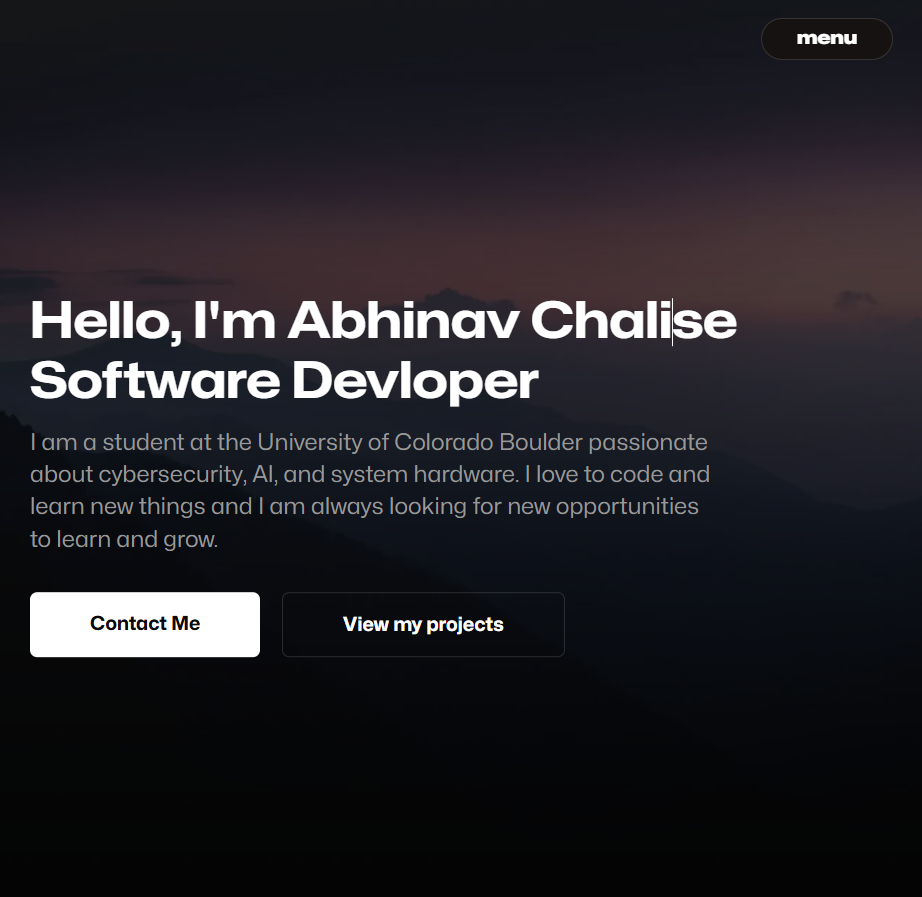 menu
Hello, I'm Abhinav Chalise
Software Devloper
I am a student at the University of Colorado Boulder passionate
about cybersecurity, AI, and system hardware. I love to code and
learn new things and I am always looking for new opportunities
to learn and grow.
Contact Me
View my projects